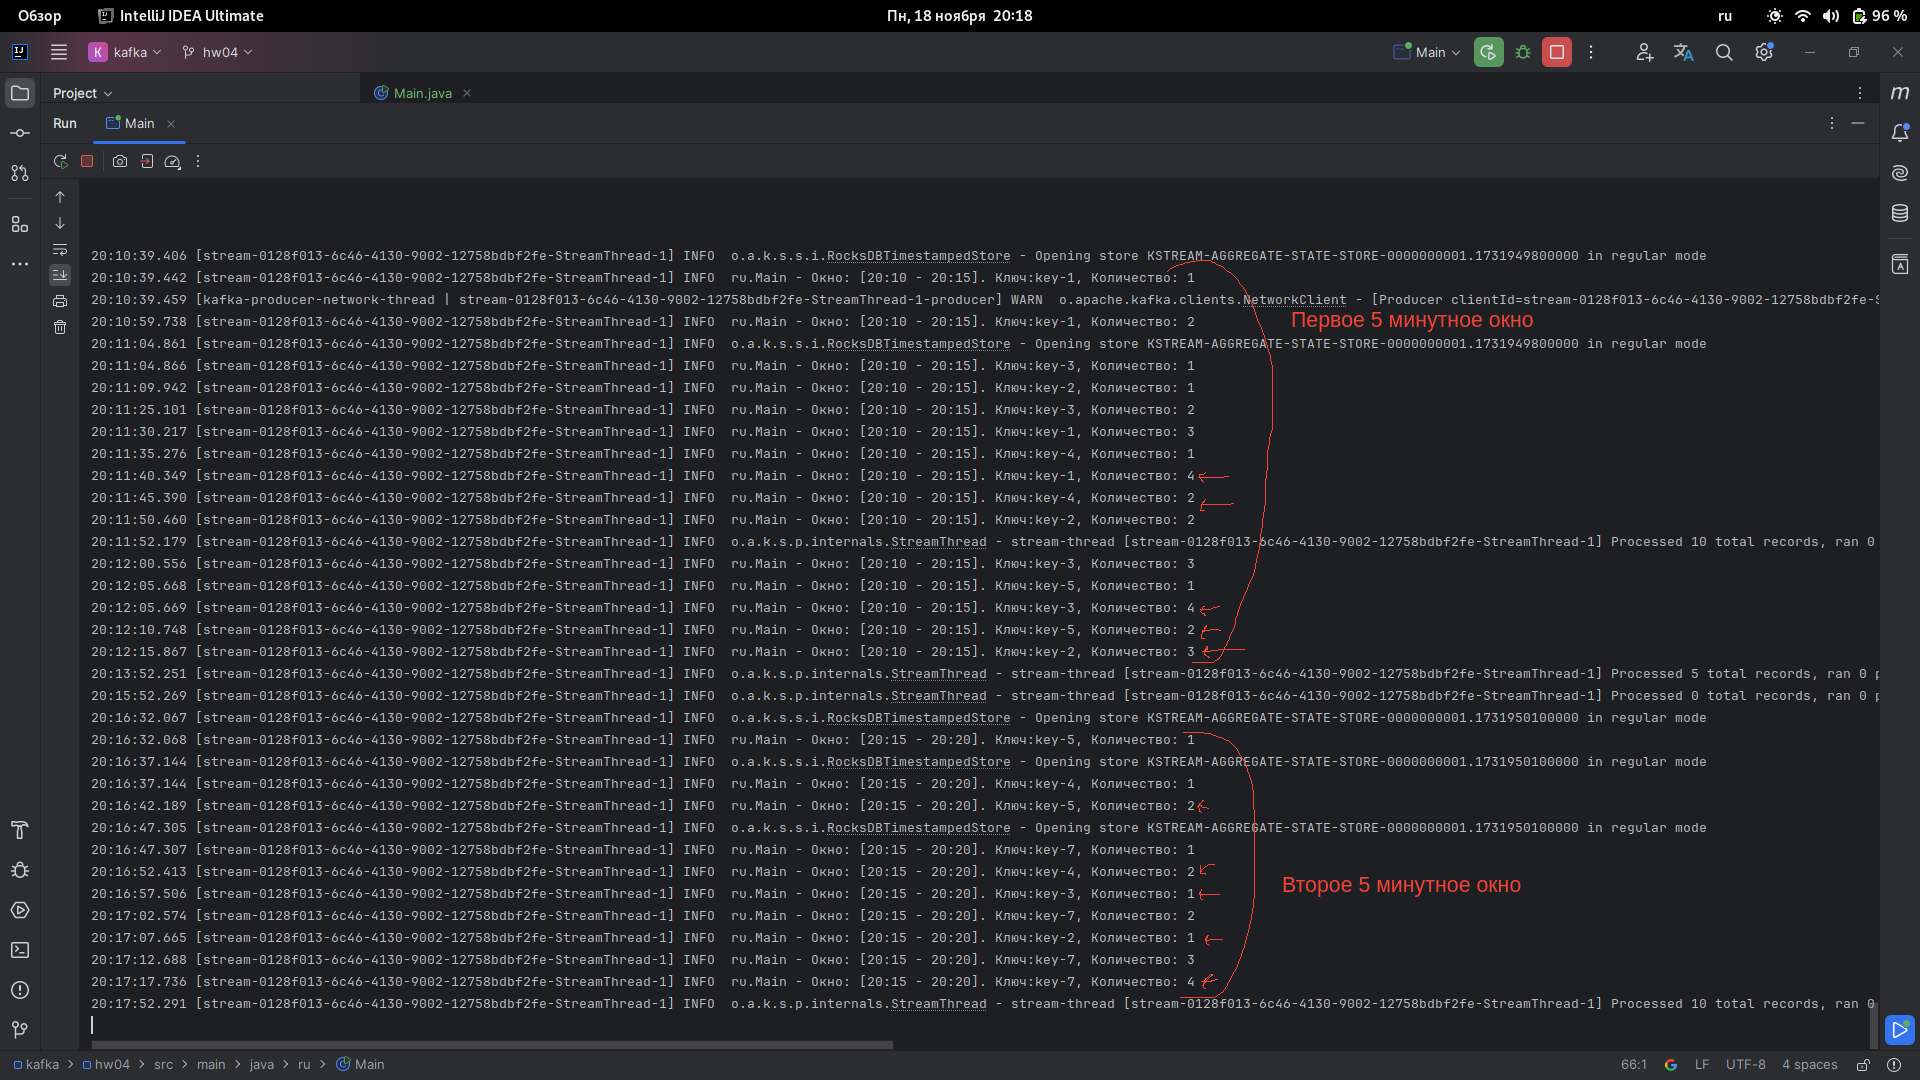 Обзор
IntelliJ IDEA Ultimate
Пн, 18 ноября 20:18
ru
96 %
K kafka
hw04
Main
Project
Main.java
Run
Main
20:10:39.406 [stream-0128f013-6c46-4130-9002-12758bdbf2fe-StreamThread-1] INFO  o.a.k.s.s.i.RocksDBTimestampedStore - Opening store KSTREAM-AGGREGATE-STATE-STORE-0000000001.1731949800000 in regular mode
20:10:39.442 [stream-0128f013-6c46-4130-9002-12758bdbf2fe-StreamThread-1] INFO  ru.Main - Окно: [20:10 - 20:15]. Ключ:key-1, Количество: 1
20:10:39.459 [kafka-producer-network-thread | stream-0128f013-6c46-4130-9002-12758bdbf2fe-StreamThread-1-producer] WARN  o.apache.kafka.clients.NetworkClient - [Producer clientId=stream-0128f013-6c46-4130-9002-12758bdbf2fe-S
20:10:59.738 [stream-0128f013-6c46-4130-9002-12758bdbf2fe-StreamThread-1] INFO  ru.Main - Окно: [20:10 - 20:15]. Ключ:key-1, Количество: 2
Первое 5 минутное окно
20:11:04.861 [stream-0128f013-6c46-4130-9002-12758bdbf2fe-StreamThread-1] INFO  o.a.k.s.s.i.RocksDBTimestampedStore - Opening store KSTREAM-AGGREGATE-STATE-STORE-0000000001.1731949800000 in regular mode
20:11:04.866 [stream-0128f013-6c46-4130-9002-12758bdbf2fe-StreamThread-1] INFO  ru.Main - Окно: [20:10 - 20:15]. Ключ:key-3, Количество: 1
20:11:09.942 [stream-0128f013-6c46-4130-9002-12758bdbf2fe-StreamThread-1] INFO  ru.Main - Окно: [20:10 - 20:15]. Ключ:key-2, Количество: 1
20:11:25.101 [stream-0128f013-6c46-4130-9002-12758bdbf2fe-StreamThread-1] INFO  ru.Main - Окно: [20:10 - 20:15]. Ключ:key-3, Количество: 2
20:11:30.217 [stream-0128f013-6c46-4130-9002-12758bdbf2fe-StreamThread-1] INFO  ru.Main - Окно: [20:10 - 20:15]. Ключ:key-1, Количество: 3
20:11:35.276 [stream-0128f013-6c46-4130-9002-12758bdbf2fe-StreamThread-1] INFO  ru.Main - Окно: [20:10 - 20:15]. Ключ:key-4, Количество: 1
20:11:40.349 [stream-0128f013-6c46-4130-9002-12758bdbf2fe-StreamThread-1] INFO  ru.Main - Окно: [20:10 - 20:15]. Ключ:key-1, Количество: 4
20:11:45.390 [stream-0128f013-6c46-4130-9002-12758bdbf2fe-StreamThread-1] INFO  ru.Main - Окно: [20:10 - 20:15]. Ключ:key-4, Количество: 2
20:11:50.460 [stream-0128f013-6c46-4130-9002-12758bdbf2fe-StreamThread-1] INFO  ru.Main - Окно: [20:10 - 20:15]. Ключ:key-2, Количество: 2
20:11:52.179 [stream-0128f013-6c46-4130-9002-12758bdbf2fe-StreamThread-1] INFO  o.a.k.s.p.internals.StreamThread - stream-thread [stream-0128f013-6c46-4130-9002-12758bdbf2fe-StreamThread-1] Processed 10 total records, ran 0
20:12:00.556 [stream-0128f013-6c46-4130-9002-12758bdbf2fe-StreamThread-1] INFO  ru.Main - Окно: [20:10 - 20:15]. Ключ:key-3, Количество: 3
20:12:05.668 [stream-0128f013-6c46-4130-9002-12758bdbf2fe-StreamThread-1] INFO  ru.Main - Окно: [20:10 - 20:15]. Ключ:key-5, Количество: 1
20:12:05.669 [stream-0128f013-6c46-4130-9002-12758bdbf2fe-StreamThread-1] INFO  ru.Main - Окно: [20:10 - 20:15]. Ключ:key-3, Количество: 4
20:12:10.748 [stream-0128f013-6c46-4130-9002-12758bdbf2fe-StreamThread-1] INFO  ru.Main - Окно: [20:10 - 20:15]. Ключ:key-5, Количество: 2
20:12:15.867 [stream-0128f013-6c46-4130-9002-12758bdbf2fe-StreamThread-1] INFO  ru.Main - Окно: [20:10 - 20:15]. Ключ:key-2, Количество: 3
20:13:52.251 [stream-0128f013-6c46-4130-9002-12758bdbf2fe-StreamThread-1] INFO  o.a.k.s.p.internals.StreamThread - stream-thread [stream-0128f013-6c46-4130-9002-12758bdbf2fe-StreamThread-1] Processed 5 total records, ran 0 p
20:15:52.269 [stream-0128f013-6c46-4130-9002-12758bdbf2fe-StreamThread-1] INFO  o.a.k.s.p.internals.StreamThread - stream-thread [stream-0128f013-6c46-4130-9002-12758bdbf2fe-StreamThread-1] Processed 0 total records, ran 0 p
20:16:32.067 [stream-0128f013-6c46-4130-9002-12758bdbf2fe-StreamThread-1] INFO  o.a.k.s.s.i.RocksDBTimestampedStore - Opening store KSTREAM-AGGREGATE-STATE-STORE-0000000001.1731950100000 in regular mode
20:16:32.068 [stream-0128f013-6c46-4130-9002-12758bdbf2fe-StreamThread-1] INFO  ru.Main - Окно: [20:15 - 20:20]. Ключ:key-5, Количество: 1
20:16:37.144 [stream-0128f013-6c46-4130-9002-12758bdbf2fe-StreamThread-1] INFO  o.a.k.s.s.i.RocksDBTimestampedStore - Opening store KSTREAM-AGGREGATE-STATE-STORE-0000000001.1731950100000 in regular mode
20:16:37.144 [stream-0128f013-6c46-4130-9002-12758bdbf2fe-StreamThread-1] INFO  ru.Main - Окно: [20:15 - 20:20]. Ключ:key-4, Количество: 1
20:16:42.189 [stream-0128f013-6c46-4130-9002-12758bdbf2fe-StreamThread-1] INFO  ru.Main - Окно: [20:15 - 20:20]. Ключ:key-5, Количество: 2
20:16:47.305 [stream-0128f013-6c46-4130-9002-12758bdbf2fe-StreamThread-1] INFO  o.a.k.s.s.i.RocksDBTimestampedStore - Opening store KSTREAM-AGGREGATE-STATE-STORE-0000000001.1731950100000 in regular mode
20:16:47.307 [stream-0128f013-6c46-4130-9002-12758bdbf2fe-StreamThread-1] INFO  ru.Main - Окно: [20:15 - 20:20]. Ключ:key-7, Количество: 1
20:16:52.413 [stream-0128f013-6c46-4130-9002-12758bdbf2fe-StreamThread-1] INFO  ru.Main - Окно: [20:15 - 20:20]. Ключ:key-4, Количество: 2
Второе 5 минутное окно
20:16:57.506 [stream-0128f013-6c46-4130-9002-12758bdbf2fe-StreamThread-1] INFO  ru.Main - Окно: [20:15 - 20:20]. Ключ:key-3, Количество: 1
20:17:02.574 [stream-0128f013-6c46-4130-9002-12758bdbf2fe-StreamThread-1] INFO  ru.Main - Окно: [20:15 - 20:20]. Ключ:key-7, Количество: 2
20:17:07.665 [stream-0128f013-6c46-4130-9002-12758bdbf2fe-StreamThread-1] INFO  ru.Main - Окно: [20:15 - 20:20]. Ключ:key-2, Количество: 1
20:17:12.688 [stream-0128f013-6c46-4130-9002-12758bdbf2fe-StreamThread-1] INFO  ru.Main - Окно: [20:15 - 20:20]. Ключ:key-7, Количество: 3
20:17:17.736 [stream-0128f013-6c46-4130-9002-12758bdbf2fe-StreamThread-1] INFO  ru.Main - Окно: [20:15 - 20:20]. Ключ:key-7, Количество: 4
20:17:52.291 [stream-0128f013-6c46-4130-9002-12758bdbf2fe-StreamThread-1] INFO  o.a.k.s.p.internals.StreamThread - stream-thread [stream-0128f013-6c46-4130-9002-12758bdbf2fe-StreamThread-1] Processed 10 total records, ran 0
kafka > hw04 > src > main > java > ru > Main
66:1
LF
UTF-8
4 spaces